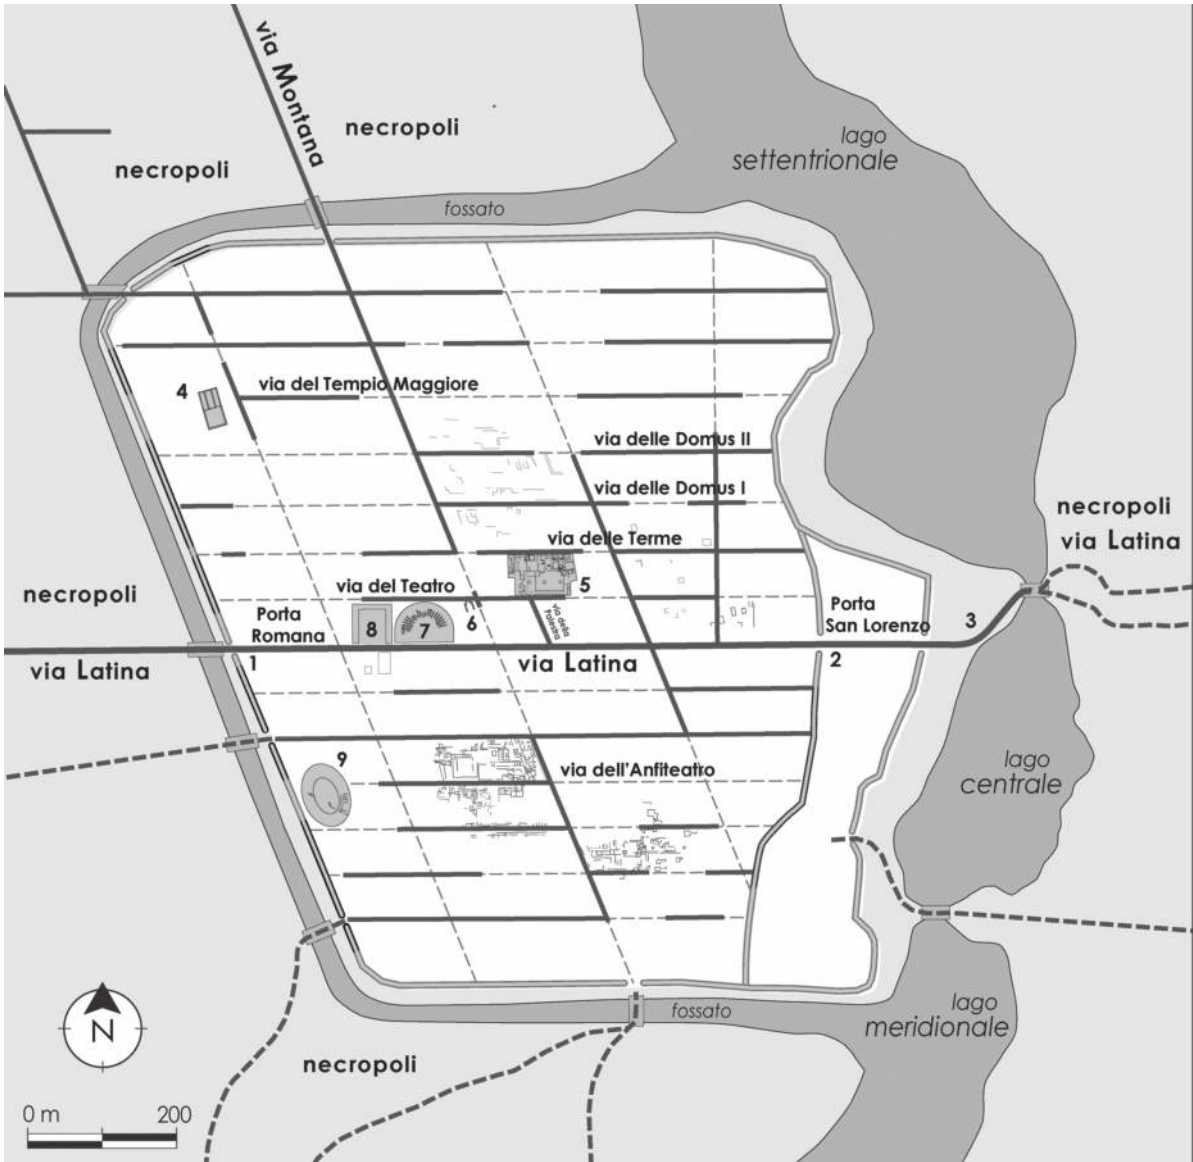 via Montana
necropoli
necropoli
lago
settentrionale
fossato
4
via del Tempio Maggiore
via delle Domus II
via delle Domus I
necropoli
via Latina
via delle Terme
via del Teatro
5
necropoli
via Latina
Porta
Romana
8
7
6
via della
Palestra
Porta
San Lorenzo
3
1
via Latina
2
9
via dell'Anfiteatro
lago
centrale
fossato
lago
meridionale
necropoli
N
0 m 200